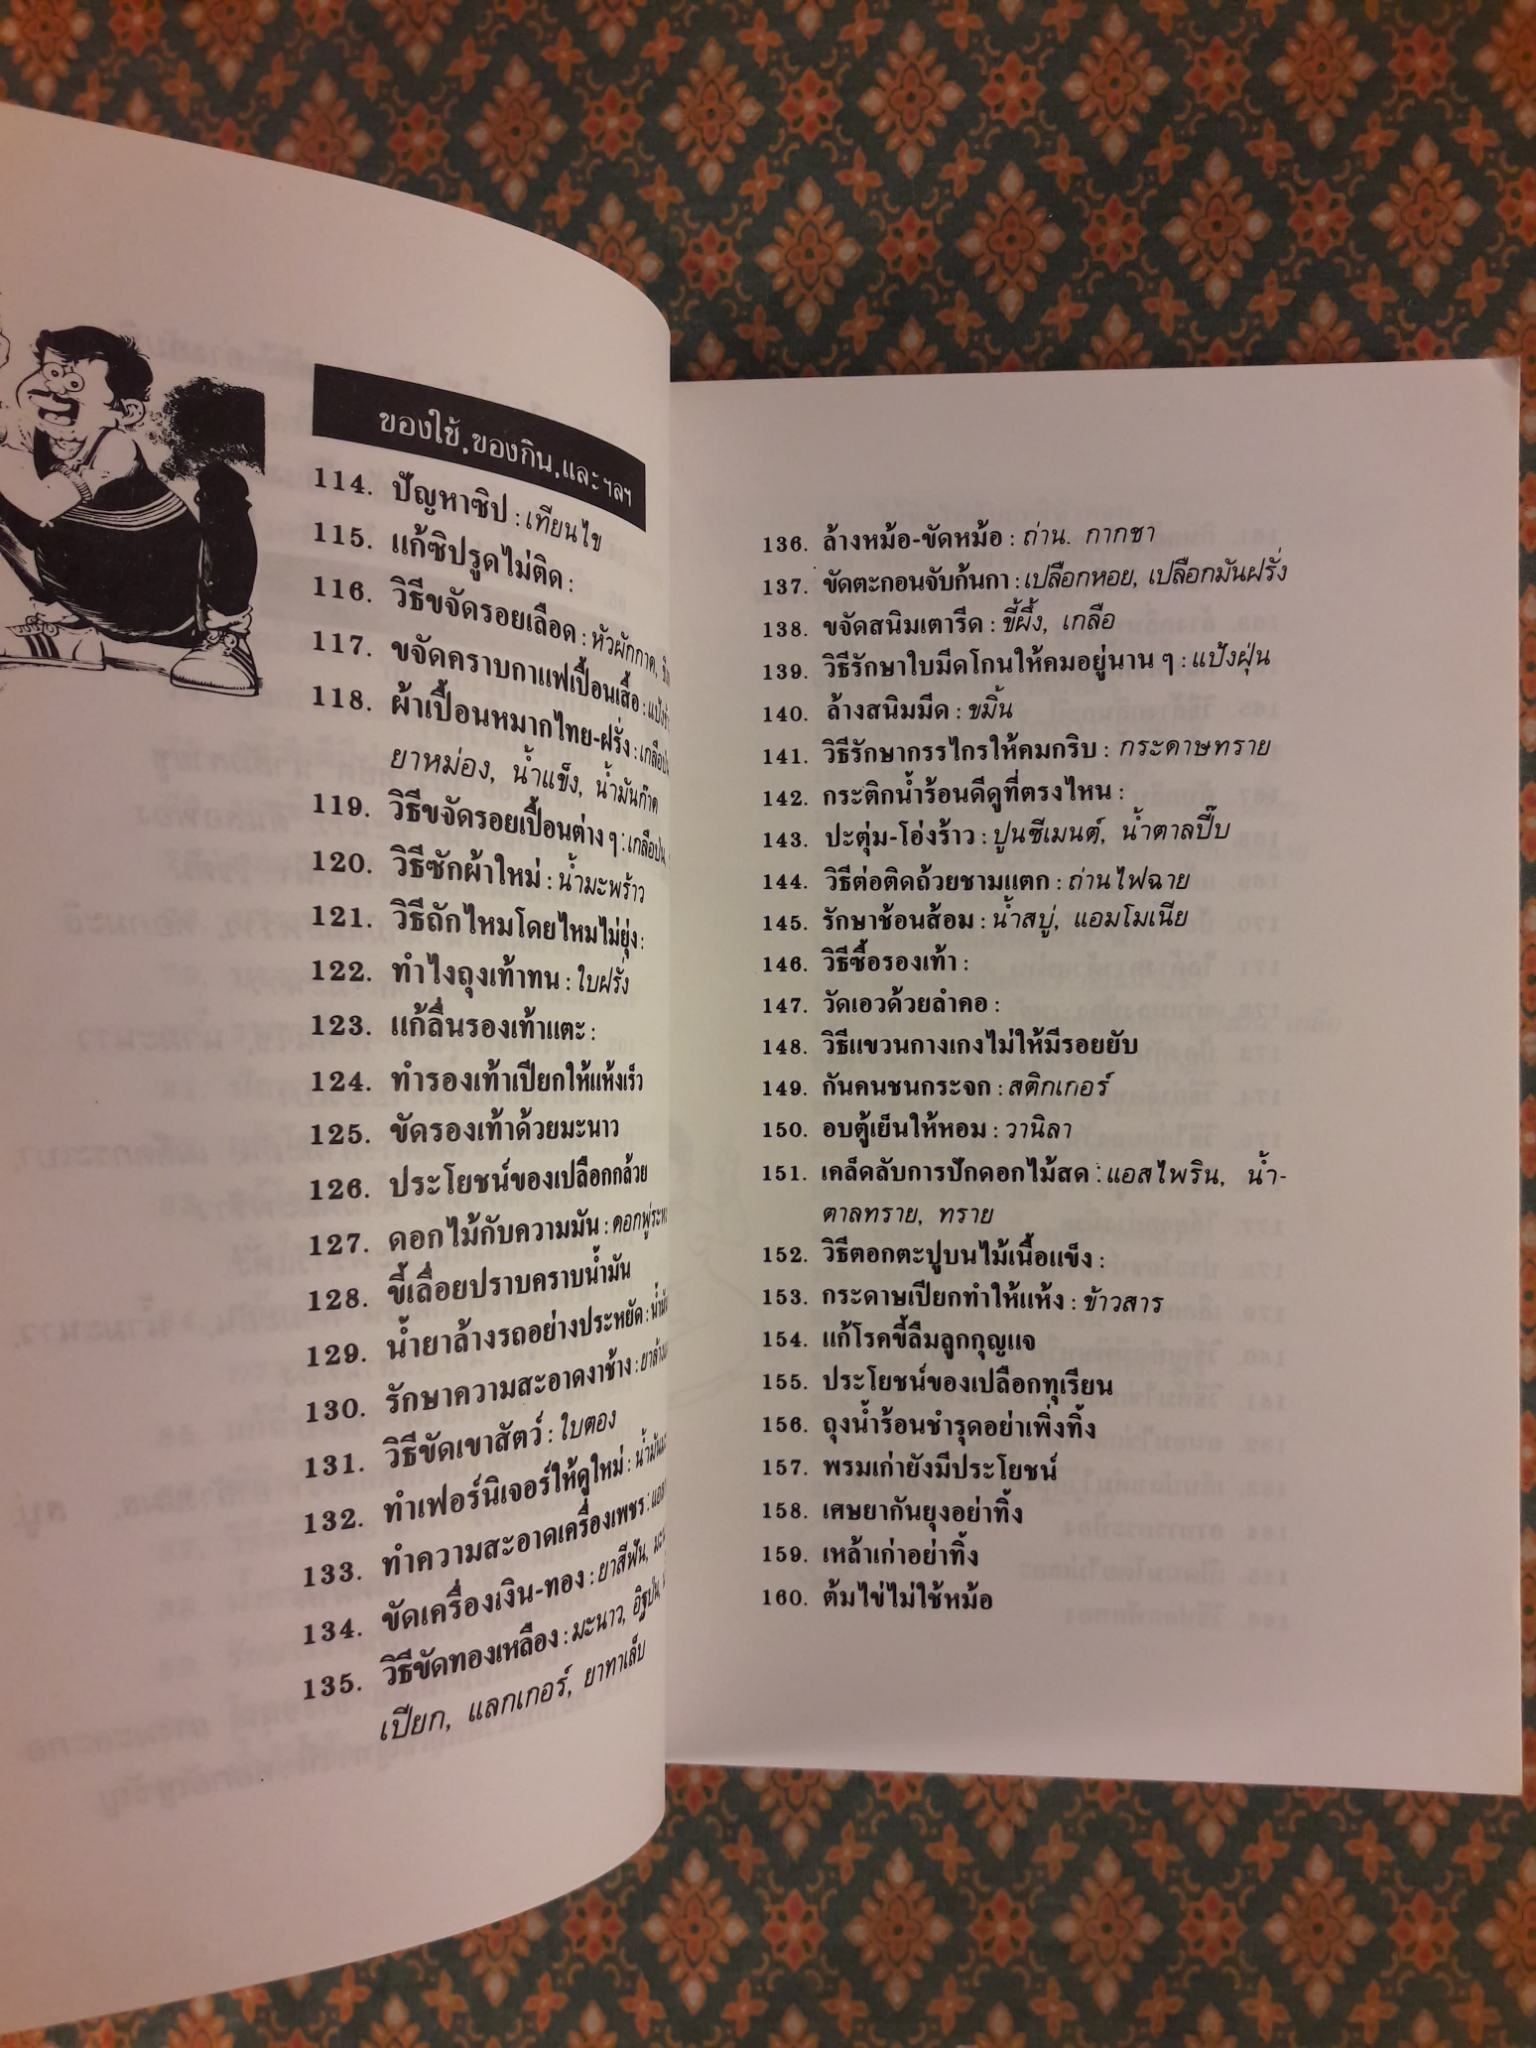 ของใช้, ของกิน, และ ฯลฯ
114. ปัญหาซิป : เทียนไข
115. แก้ซิปรูดไม่ติด :
116. วิธีขจัดรอยเลือด : หัวผักกาด,
117. ขจัดคราบกาแฟเปื้อนเสื้อ :
118. ผ้าเปื้อนหมากไทย-ฝรั่ง :
ยาหม่อง, น้ำแข็ง, น้ำมันก๊าด
119. วิธีขจัดรอยเปื้อนต่าง ๆ : เกลือป่น,
120. วิธีซักผ้าใหม่ : น้ำมะพร้าว
121. วิธีถักไหมโดยไหมไม่ยุ่ง :
122. ทำไงถุงเท้าทน : ใบฝรั่ง
123. แก้ลื่นรองเท้าแตะ :
124. ทำรองเท้าเปียกให้แห้งเร็ว
125. ขัดรองเท้าด้วยมะนาว
126. ประโยชน์ของเปลือกกล้วย
127. ดอกไม้กับความมัน :
128. ขี้เลื่อยปราบคราบน้ำมัน
129. น้ำยาล้างรถอย่างประหยัด :
130. รักษาความสะอาดงาช้าง :
131. วิธีขัดเขาสัตว์ : ใบตอง
132. ทำเฟอร์นิเจอร์ให้ดูใหม่ :
133. ทำความสะอาดเครื่องเพชร :
134. ขัดเครื่องเงิน-ทอง : ยาสีฟัน,
135. วิธีขัดทองเหลือง : มะนาว, อิฐป่น,
เปียก, แลกเกอร์, ยาทาเล็บ
136. ล้างหม้อ-ขัดหม้อ : ถ่าน. กากชา
137. ขัดตะกอนจับก้นกา : เปลือกหอย, เปลือกมันฝรั่ง
138. ขจัดสนิมเตารีด : ขี้ผึ้ง, เกลือ
139. วิธีรักษาใบมีดโกนให้คมอยู่นาน ๆ : แป้งฝุ่น
140. ล้างสนิมมีด : ขมิ้น
141. วิธีรักษากรรไกรให้คมกริบ : กระดาษทราย
142. กระติกน้ำร้อนดีดูที่ตรงไหน :
143. ปะตุ่ม-โอ่งร้าว : ปูนซีเมนต์, น้ำตาลปี๊บ
144. วิธีต่อติดถ้วยชามแตก : ถ่านไฟฉาย
145. รักษาช้อนส้อม : น้ำสบู่, แอมโมเนีย
146. วิธีซื้อรองเท้า :
147. วัดเอวด้วยลำคอ :
148. วิธีแขวนกางเกงไม่ให้มีรอยยับ
149. กันคนชนกระจก : สติกเกอร์
150. อบตู้เย็นให้หอม : วานิลา
151. เคล็ดลับการปักดอกไม้สด : แอสไพริน, น้ำ-
ตาลทราย, ทราย
152. วิธีตอกตะปูบนไม้เนื้อแข็ง :
153. กระดาษเปียกทำให้แห้ง : ข้าวสาร
154. แก้โรคขี้ลืมลูกกุญแจ
155. ประโยชน์ของเปลือกทุเรียน
156. ถุงน้ำร้อนชำรุดอย่าเพิ่งทิ้ง
157. พรมเก่ายังมีประโยชน์
158. เศษยากันยุงอย่าทิ้ง
159. เหล้าเก่าอย่าทิ้ง
160. ต้มไข่ไม่ใช้หม้อ